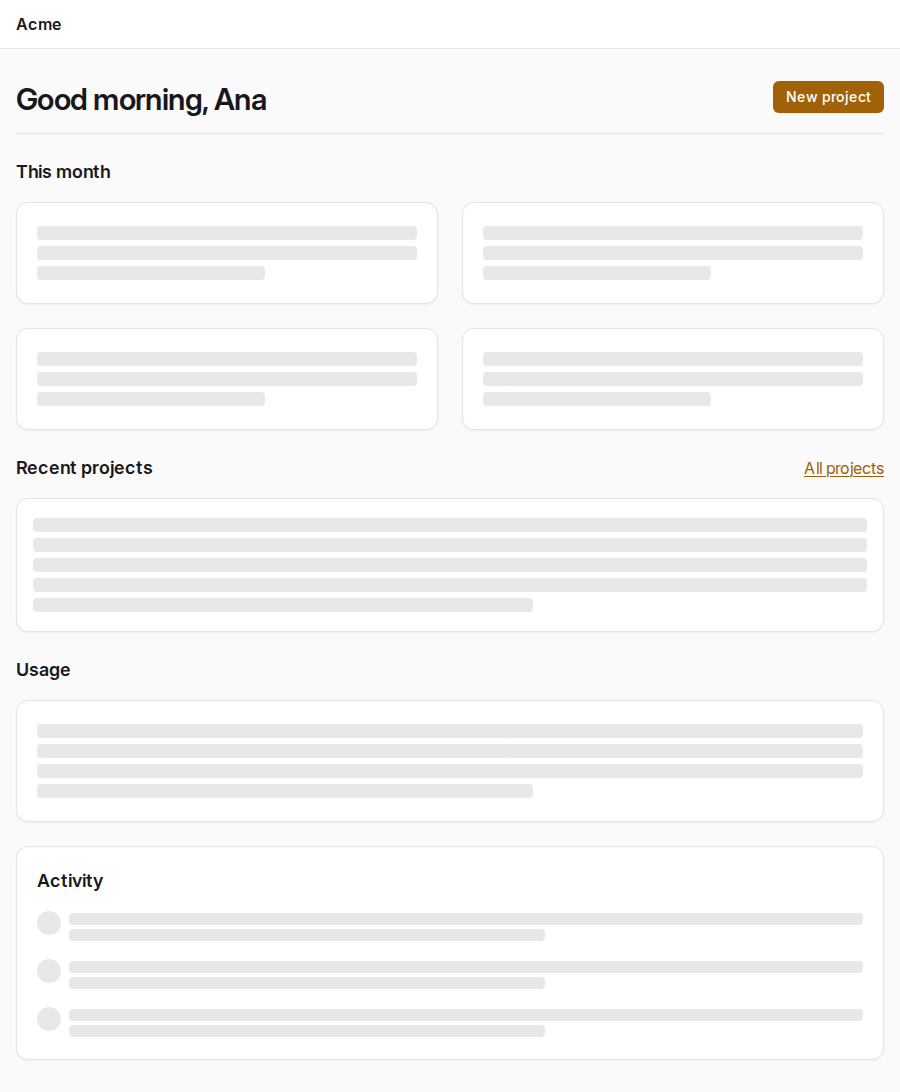 Acme
Good morning, Ana
New project
This month
Recent projects
All projects
Usage
Activity